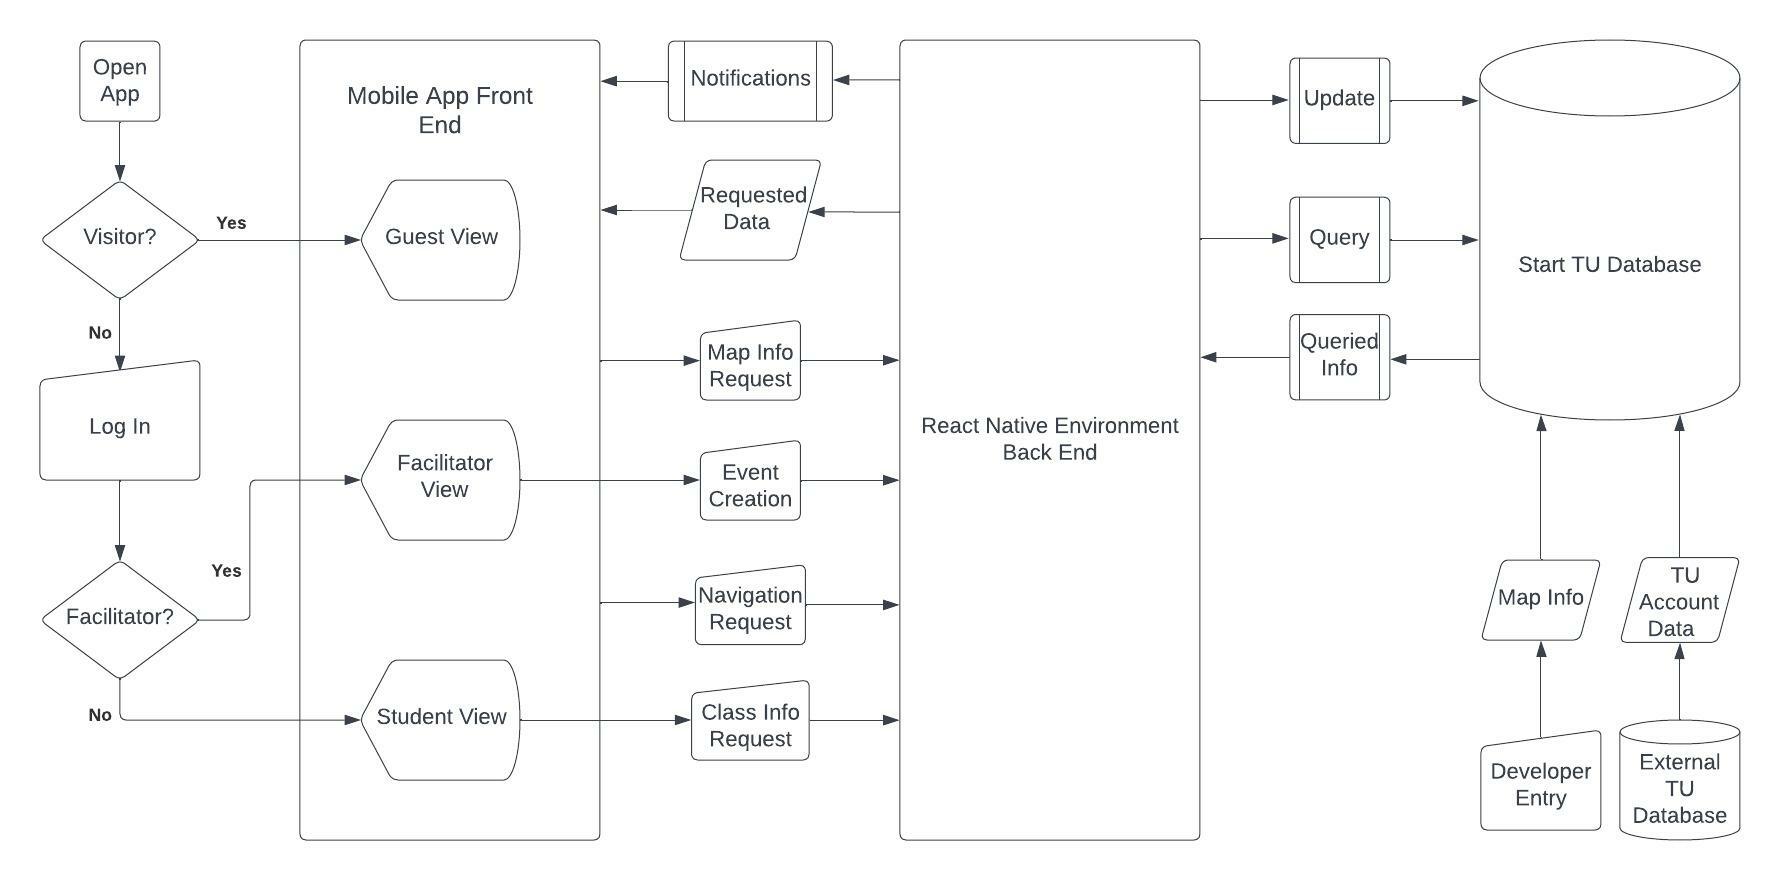 Open
App
Visitor?
Yes
No
Log In
Facilitator?
Yes
No
Mobile App Front
End
Guest View
Facilitator
View
Student View
Notifications
Requested
Data
Map Info
Request
Event
Creation
Navigation
Request
Class Info
Request
React Native Environment
Back End
Update
Query
Queried
Info
Start TU Database
Map Info
TU
Account
Data
Developer
Entry
External
TU
Database